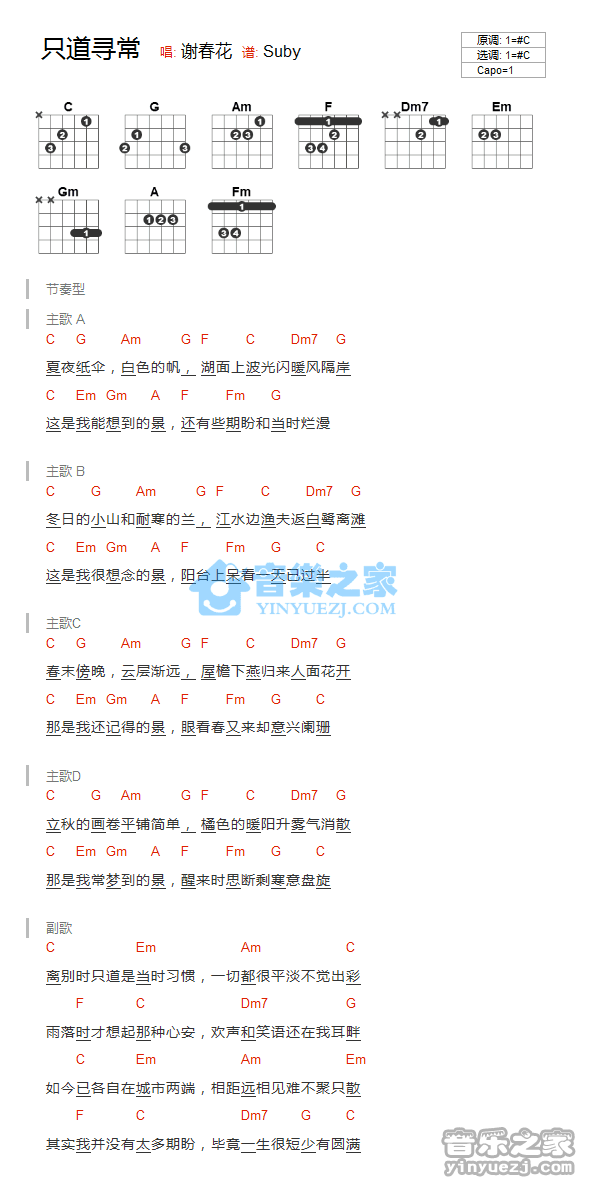 只道寻常 唱: 谢春花 谱: Suby
原调: 1=#C
选调: 1=#C
Capo=1
C G Am F Dm7 Em
Gm A Fm
节奏型
主歌 A
C G Am G F C Dm7 G
夏夜纸伞，白色的帆，湖面上波光闪暖风隔岸
C Em Gm A F Fm G
这是我能想到的景，还有些期盼和当时烂漫
主歌 B
C G Am G F C Dm7 G
冬日的小山和耐寒的兰，江水边渔夫返白鹭离滩
C Em Gm A F Fm G C
这是我很想念的景，阳台上呆看一天已过半
音樂之家
YINYUEZJ.COM
主歌C
C G Am G F C Dm7 G
春末傍晚，云层渐远，屋檐下燕归来人面花开
C Em Gm A F Fm G C
那是我还记得的景，眼看春又来却意兴阑珊
主歌D
C G Am G F C Dm7 G
立秋的画卷平铺简单，橘色的暖阳升雾气消散
C Em Gm A F Fm G C
那是我常梦到的景，醒来时思断剩寒意盘旋
副歌
C Em Am C
离别时只道是当时习惯，一切都很平淡不觉出彩
F C Dm7 G
雨落时才想起那种心安，欢声和笑语还在我耳畔
C Em Am Em
如今已各自在城市两端，相距远相见难不聚只散
F C Dm7 G C
其实我并没有太多期盼，毕竟一生很短少有圆满
音乐之家
yinyuezj.com